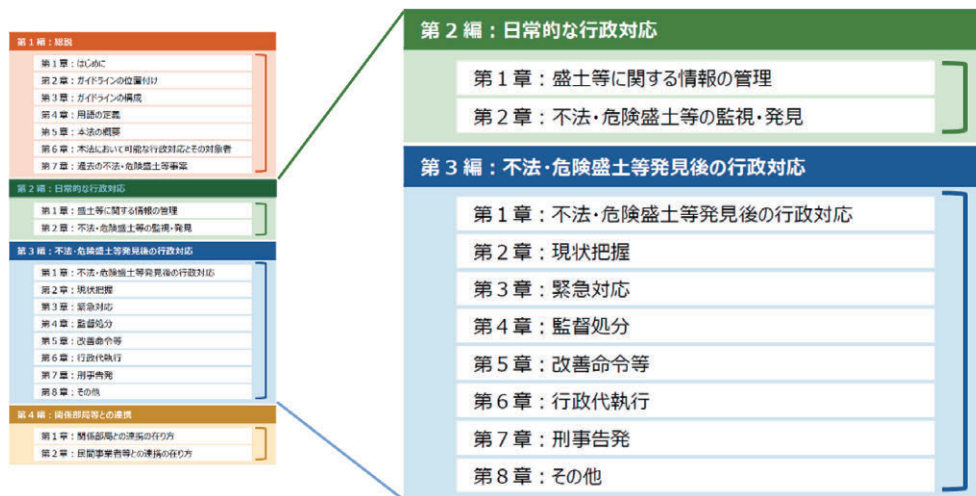 第1編：総説
第1章：はじめに
第2章：ガイドラインの位置付け
第3章：ガイドラインの構成
第4章：用語の定義
第5章：本法の概要
第6章：本法において可能な行政対応とその対象者
第7章：過去の不法・危険盛土等事案
第2編：日常的な行政対応
第1章：盛土等に関する情報の管理
第2章：不法・危険盛土等の監視・発見
第3編：不法・危険盛土等発見後の行政対応
第1章：不法・危険盛土等発見後の行政対応
第2章：現状把握
第3章：緊急対応
第4章：監督処分
第5章：改善命令等
第6章：行政代執行
第7章：刑事告発
第8章：その他
第4編：関係部局等との連携
第1章：関係部局との連携の在り方
第2章：民間事業者等との連携の在り方
第2編：日常的な行政対応
第1章：盛土等に関する情報の管理
第2章：不法・危険盛土等の監視・発見
第3編：不法・危険盛土等発見後の行政対応
第1章：不法・危険盛土等発見後の行政対応
第2章：現状把握
第3章：緊急対応
第4章：監督処分
第5章：改善命令等
第6章：行政代執行
第7章：刑事告発
第8章：その他